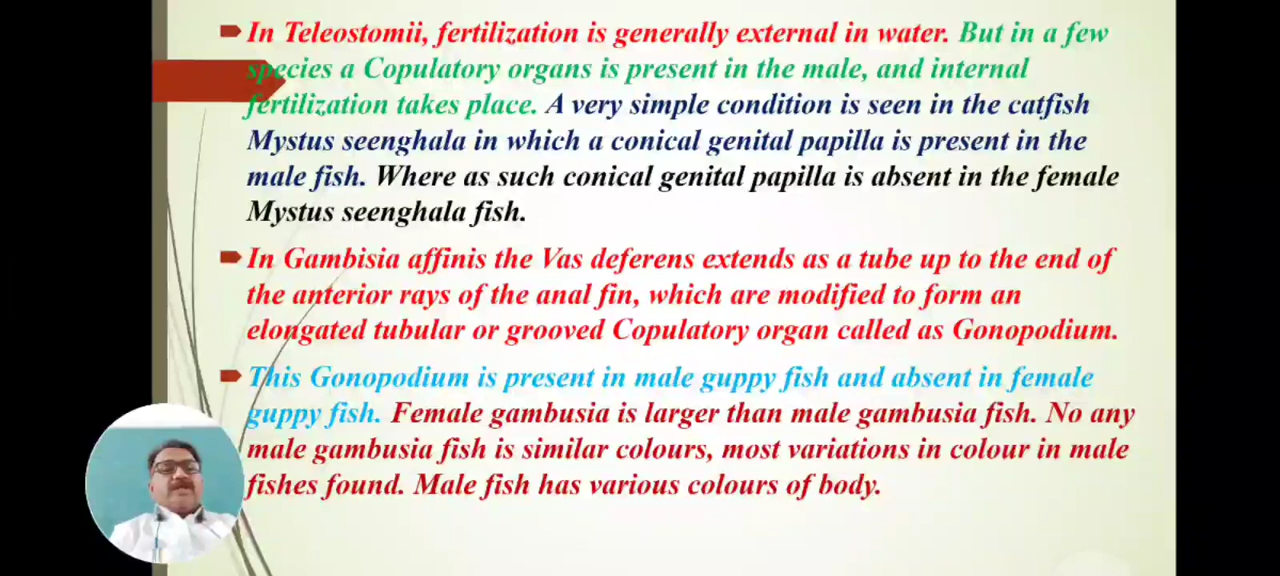 In Teleostomii, fertilization is generally external in water. But in a few
species a Copulatory organs is present in the male, and internal
fertilization takes place. A very simple condition is seen in the catfish
Mystus seenghala in which a conical genital papilla is present in the
male fish. Where as such conical genital papilla is absent in the female
Mystus seenghala fish.
In Gambisia affinis the Vas deferens extends as a tube up to the end of
the anterior rays of the anal fin, which are modified to form an
elongated tubular or grooved Copulatory organ called as Gonopodium.
This Gonopodium is present in male guppy fish and absent in female
guppy fish. Female gambusia is larger than male gambusia fish. No any
male gambusia fish is similar colours, most variations in colour in male
fishes found. Male fish has various colours of body.